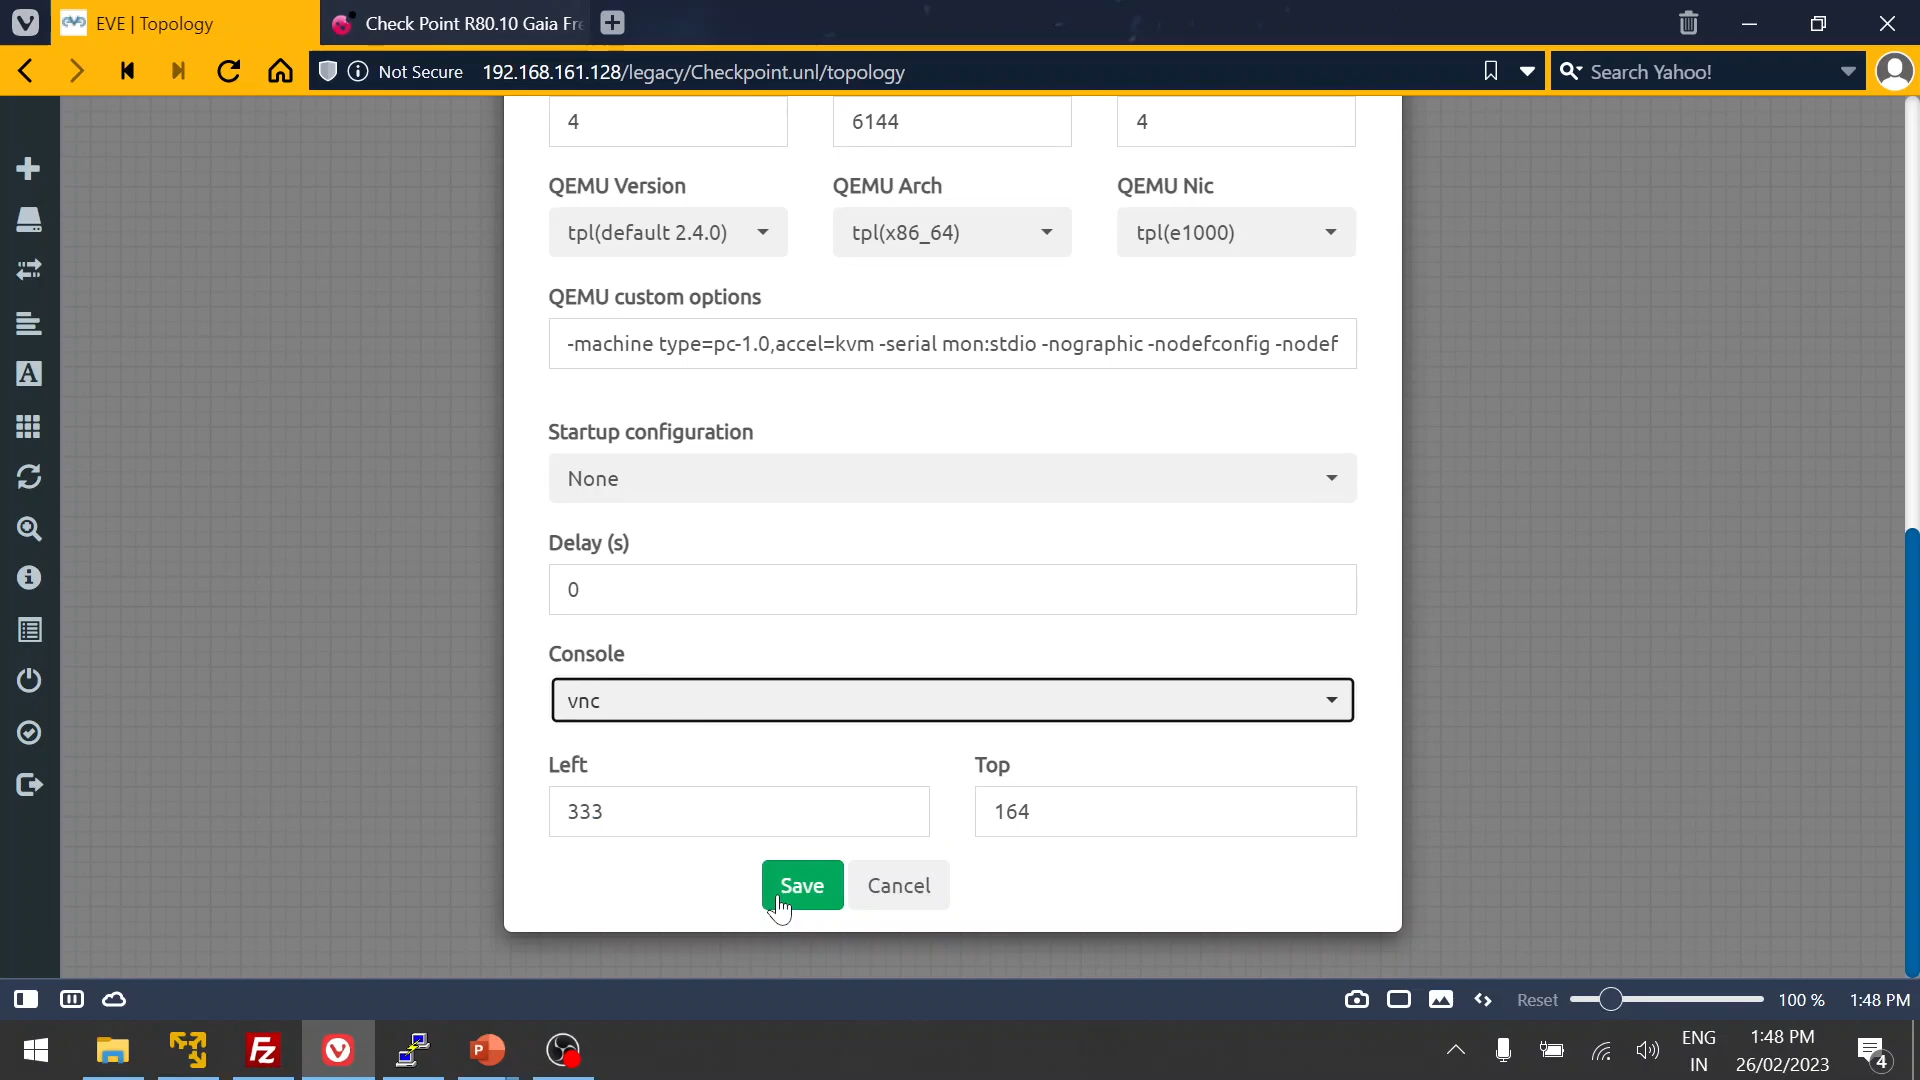 EVE | Topology
Check Point R80.10 Gaia Fre
Not Secure 192.168.161.128/legacy/Checkpoint.unl/topology
Search Yahoo!
4 6144 4
QEMU Version QEMU Arch QEMU Nic
tpl(default 2.4.0) tpl(x86_64) tpl(e1000)
QEMU custom options
-machine type=pc-1.0,accel=kvm -serial mon:stdio -nographic -nodefconfig -nodef
Startup configuration
None
Delay (s)
0
Console
vnc
Left Top
333 164
Save Cancel
Reset 100 % 1:48 PM
ENG 1:48 PM
IN 26/02/2023 4